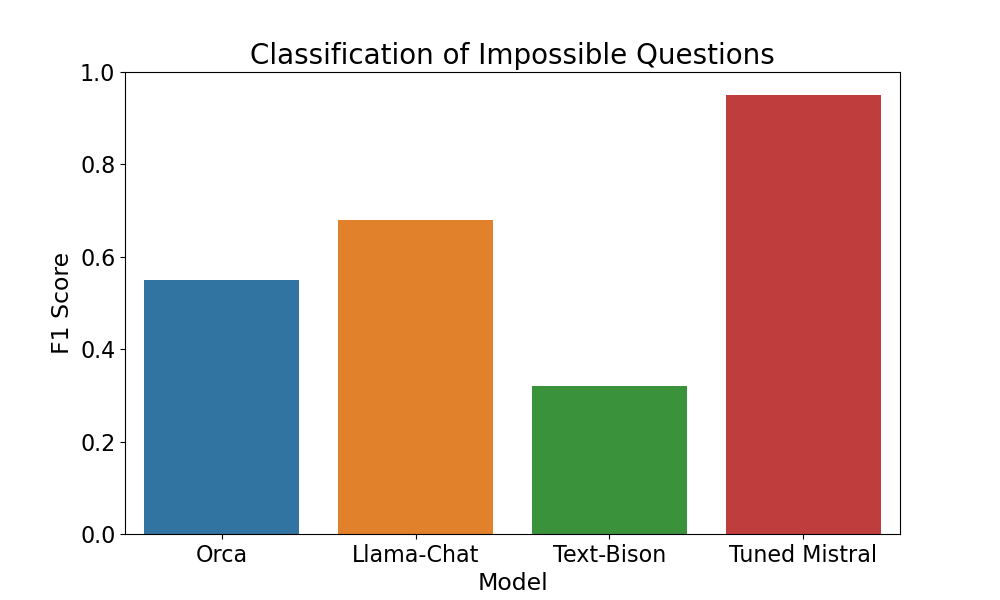 Classification of Impossible Questions
1.0
0.8
0.6
0.4
0.2
0.0
F1 Score
Orca Llama-Chat Text-Bison Tuned Mistral
Model